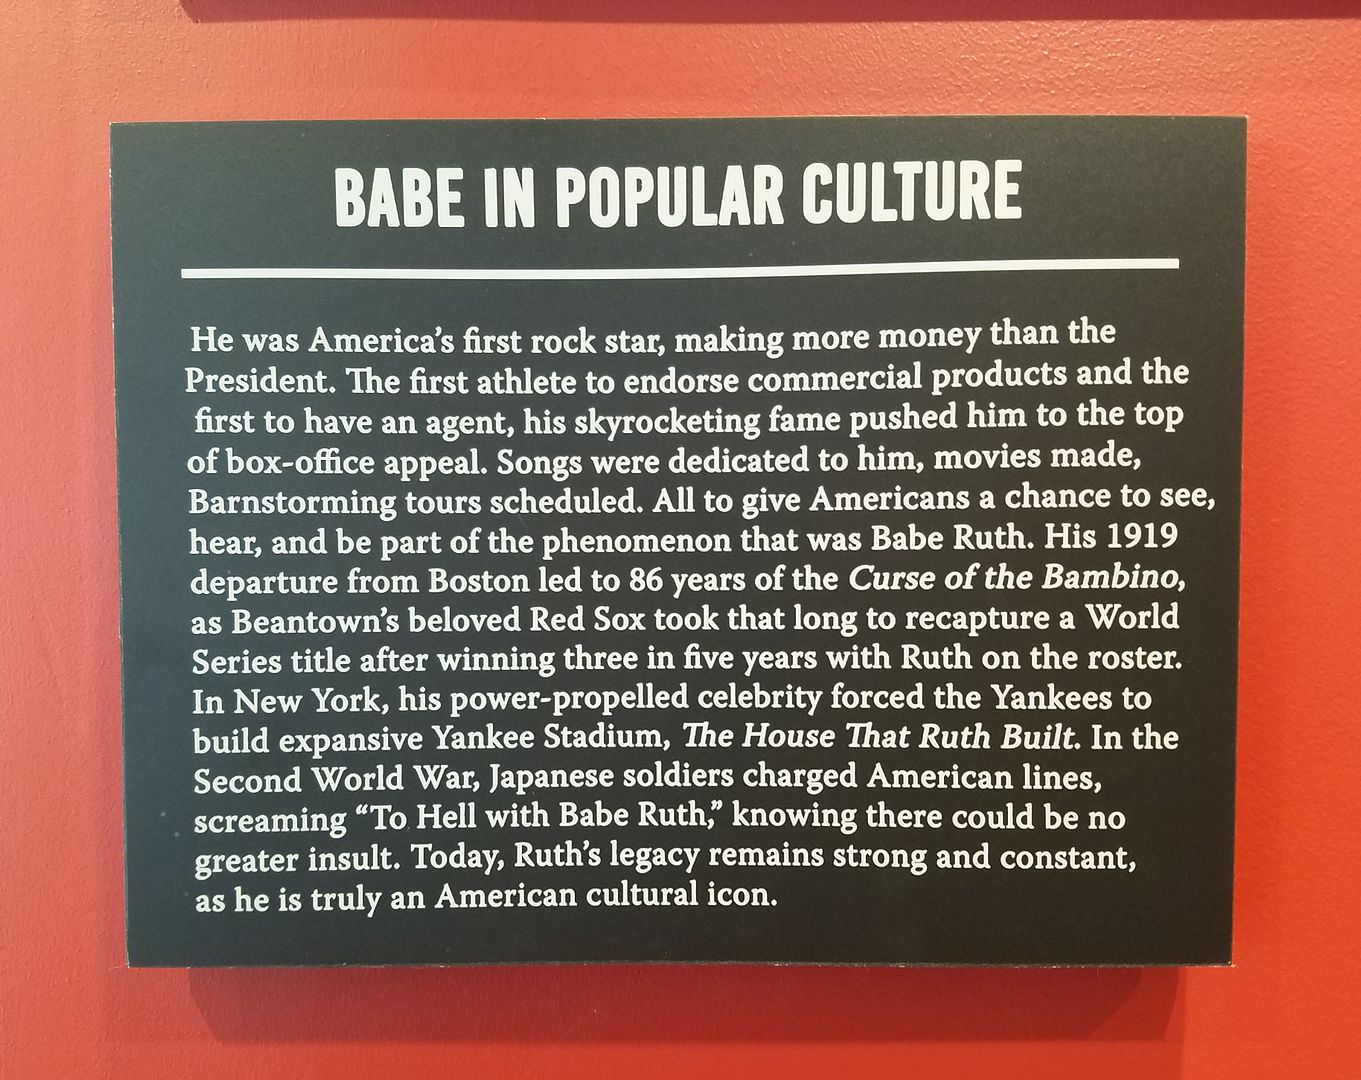 BABE IN POPULAR CULTURE
He was America’s first rock star, making more money than the
President. The first athlete to endorse commercial products and the
first to have an agent, his skyrocketing fame pushed him to the top
of box-office appeal. Songs were dedicated to him, movies made,
Barnstorming tours scheduled. All to give Americans a chance to see,
hear, and be part of the phenomenon that was Babe Ruth. His 1919
departure from Boston led to 86 years of the Curse of the Bambino,
as Beantown’s beloved Red Sox took that long to recapture a World
Series title after winning three in five years with Ruth on the roster.
In New York, his power-propelled celebrity forced the Yankees to
build expansive Yankee Stadium, The House That Ruth Built. In the
Second World War, Japanese soldiers charged American lines,
screaming “To Hell with Babe Ruth,” knowing there could be no
greater insult. Today, Ruth’s legacy remains strong and constant,
as he is truly an American cultural icon.